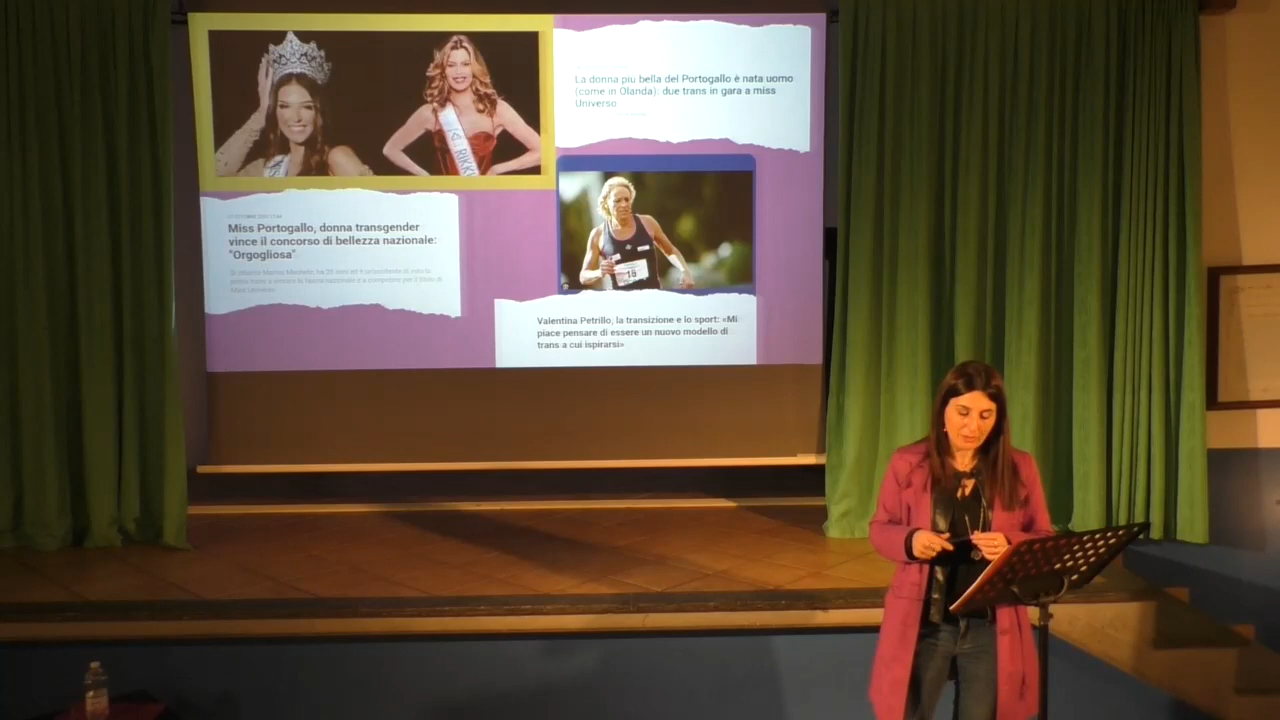 La donna più bella del Portogallo è nata uomo
(come in Olanda): due trans in gara a miss
Universo
Miss Portogallo, donna transgender
vince il concorso di bellezza nazionale:
"Orgogliosa"
RIKK
18
Valentina Petrillo, la transizione e lo sport: «Mi
piace pensare di essere un nuovo modello di
trans a cui ispirarsi»